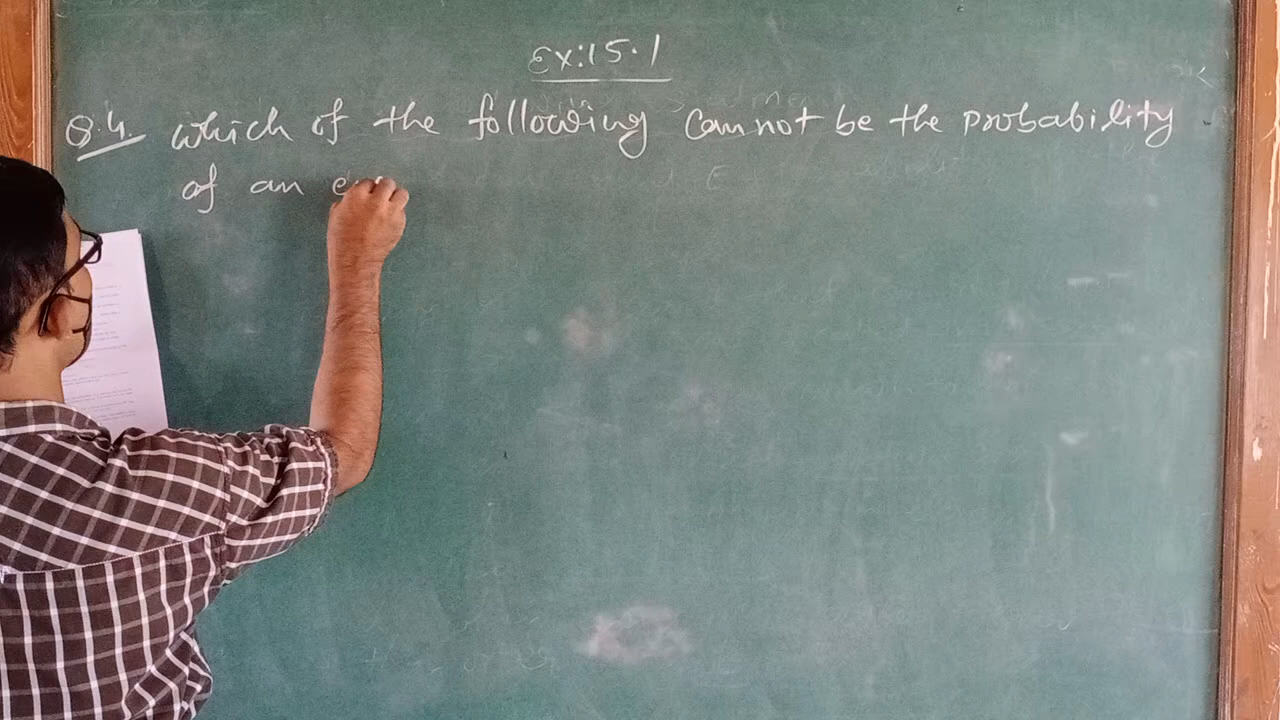 Ex:15.1
Q.4. which of the following cannot be the probability
of an